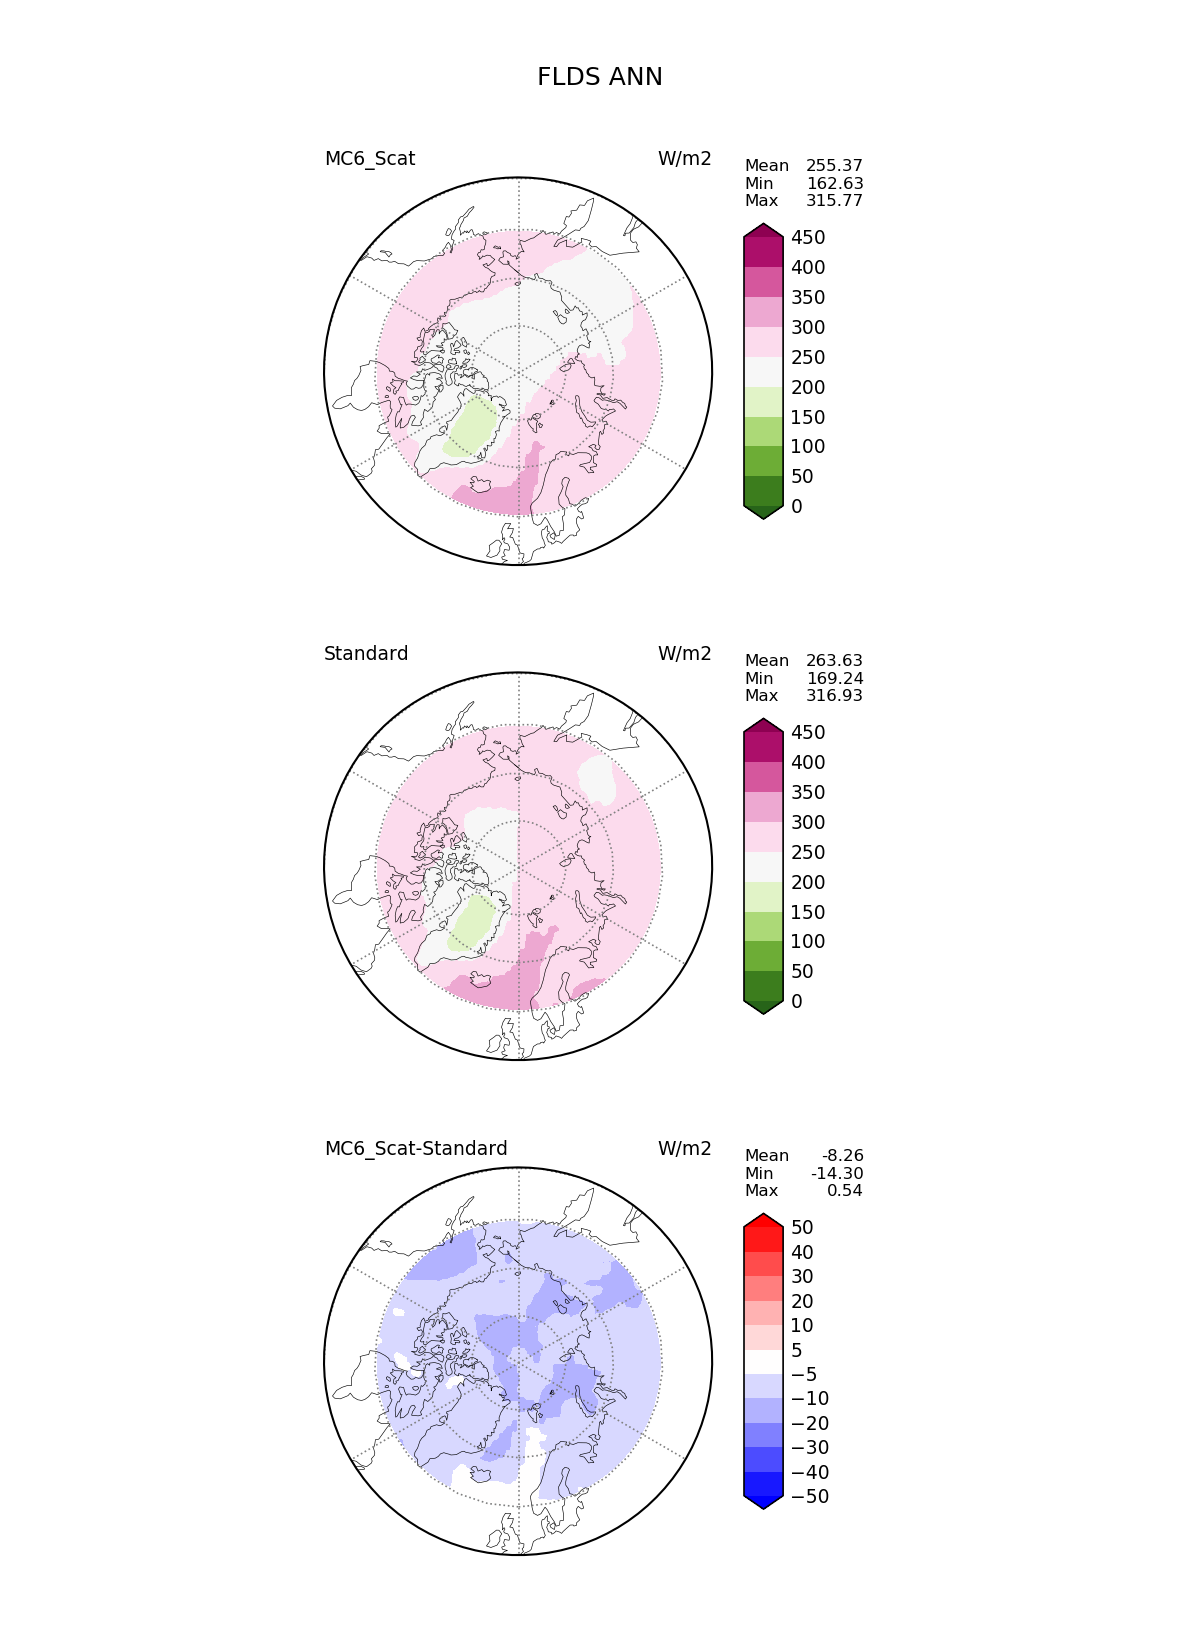 FLDS ANN
MC6_Scat
W/m2
Mean 255.37
Min 162.63
Max 315.77
450
400
350
300
250
200
150
100
50
0
Standard
W/m2
Mean 263.63
Min 169.24
Max 316.93
450
400
350
300
250
200
150
100
50
0
MC6_Scat-Standard
W/m2
Mean -8.26
Min -14.30
Max 0.54
50
40
30
20
10
5
−5
−10
−20
−30
−40
−50